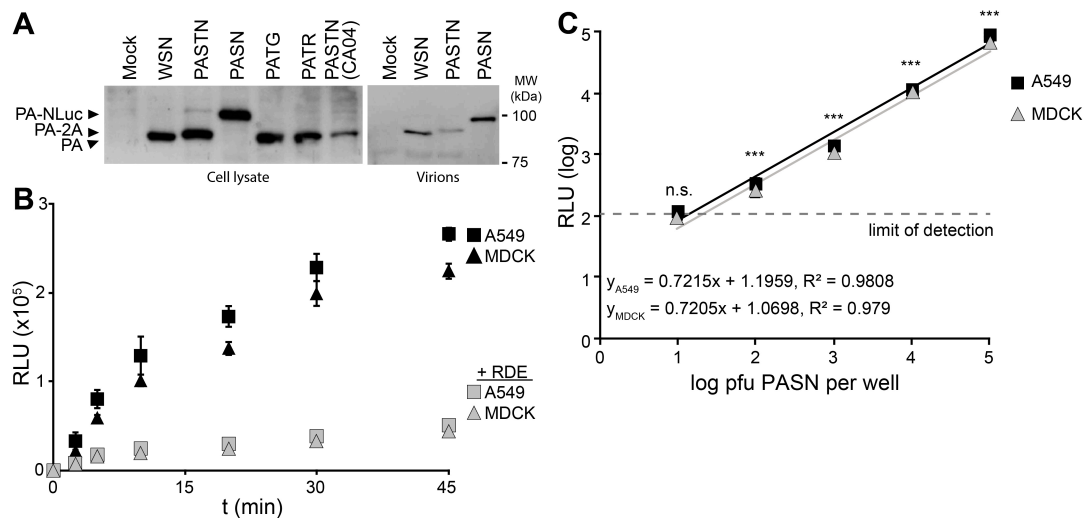 A
Mock
WSN
PASTN
PASN
PATG
PATR
PASTN
(CA04)
Mock
WSN
PASTN
PASN
MW
(kDa)
PA-NLuc
PA-2A
PA
100
75
Cell lysate
Virions
B
RLU (x10⁵)
3
2
1
0
0
15
30
45
t (min)
A549
MDCK
+ RDE
A549
MDCK
C
RLU (log)
5
4
3
2
1
0
0
1
2
3
4
5
log pfu PASN per well
n.s.
***
***
***
***
A549
MDCK
limit of detection
yA549 = 0.7215x + 1.1959, R² = 0.9808
yMDCK = 0.7205x + 1.0698, R² = 0.979